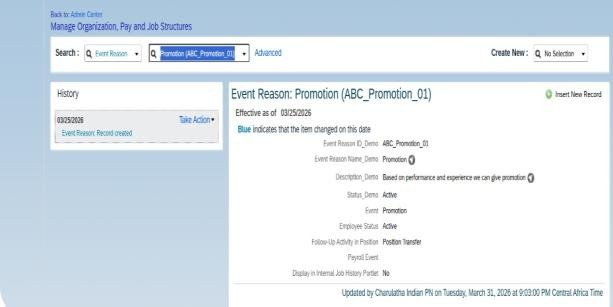 Back to: Admin Center
Manage Organization, Pay and Job Structures
Search : Event Reason Promotion (ABC_Promotion_01) Advanced Create New : No Selection
History
03/25/2026 Take Action
Event Reason: Record created
Event Reason: Promotion (ABC_Promotion_01) Insert New Record
Effective as of 03/25/2026
Blue indicates that the item changed on this date
Event Reason ID_Demo ABC_Promotion_01
Event Reason Name_Demo Promotion
Description_Demo Based on performance and experience we can give promotion
Status_Demo Active
Event Promotion
Employee Status Active
Follow-Up Activity in Position Position Transfer
Payroll Event
Display in Internal Job History Portlet No
Updated by Charulatha Indian PN on Tuesday, March 31, 2026 at 9:03:00 PM Central Africa Time